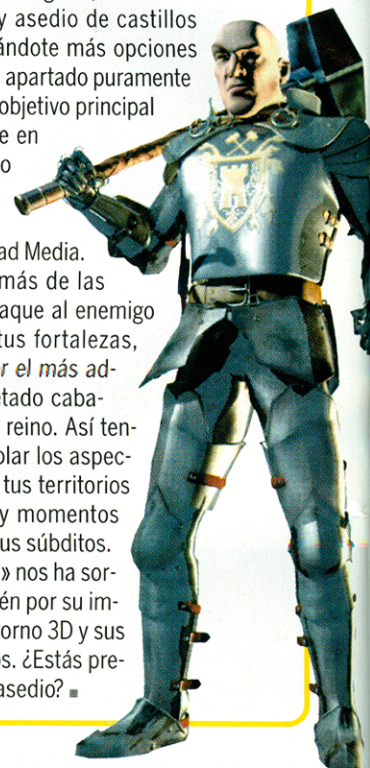 y asedio de castillos
ándote más opciones
apartado puramente
objetivo principal
e en
o
ad Media.
más de las
aque al enemigo
tus fortalezas,
r el más ad-
etado caba-
reino. Así ten-
olar los aspec-
tus territorios
y momentos
us súbditos.
» nos ha sor-
én por su im-
orno 3D y sus
os. ¿Estás pre-
asedio?